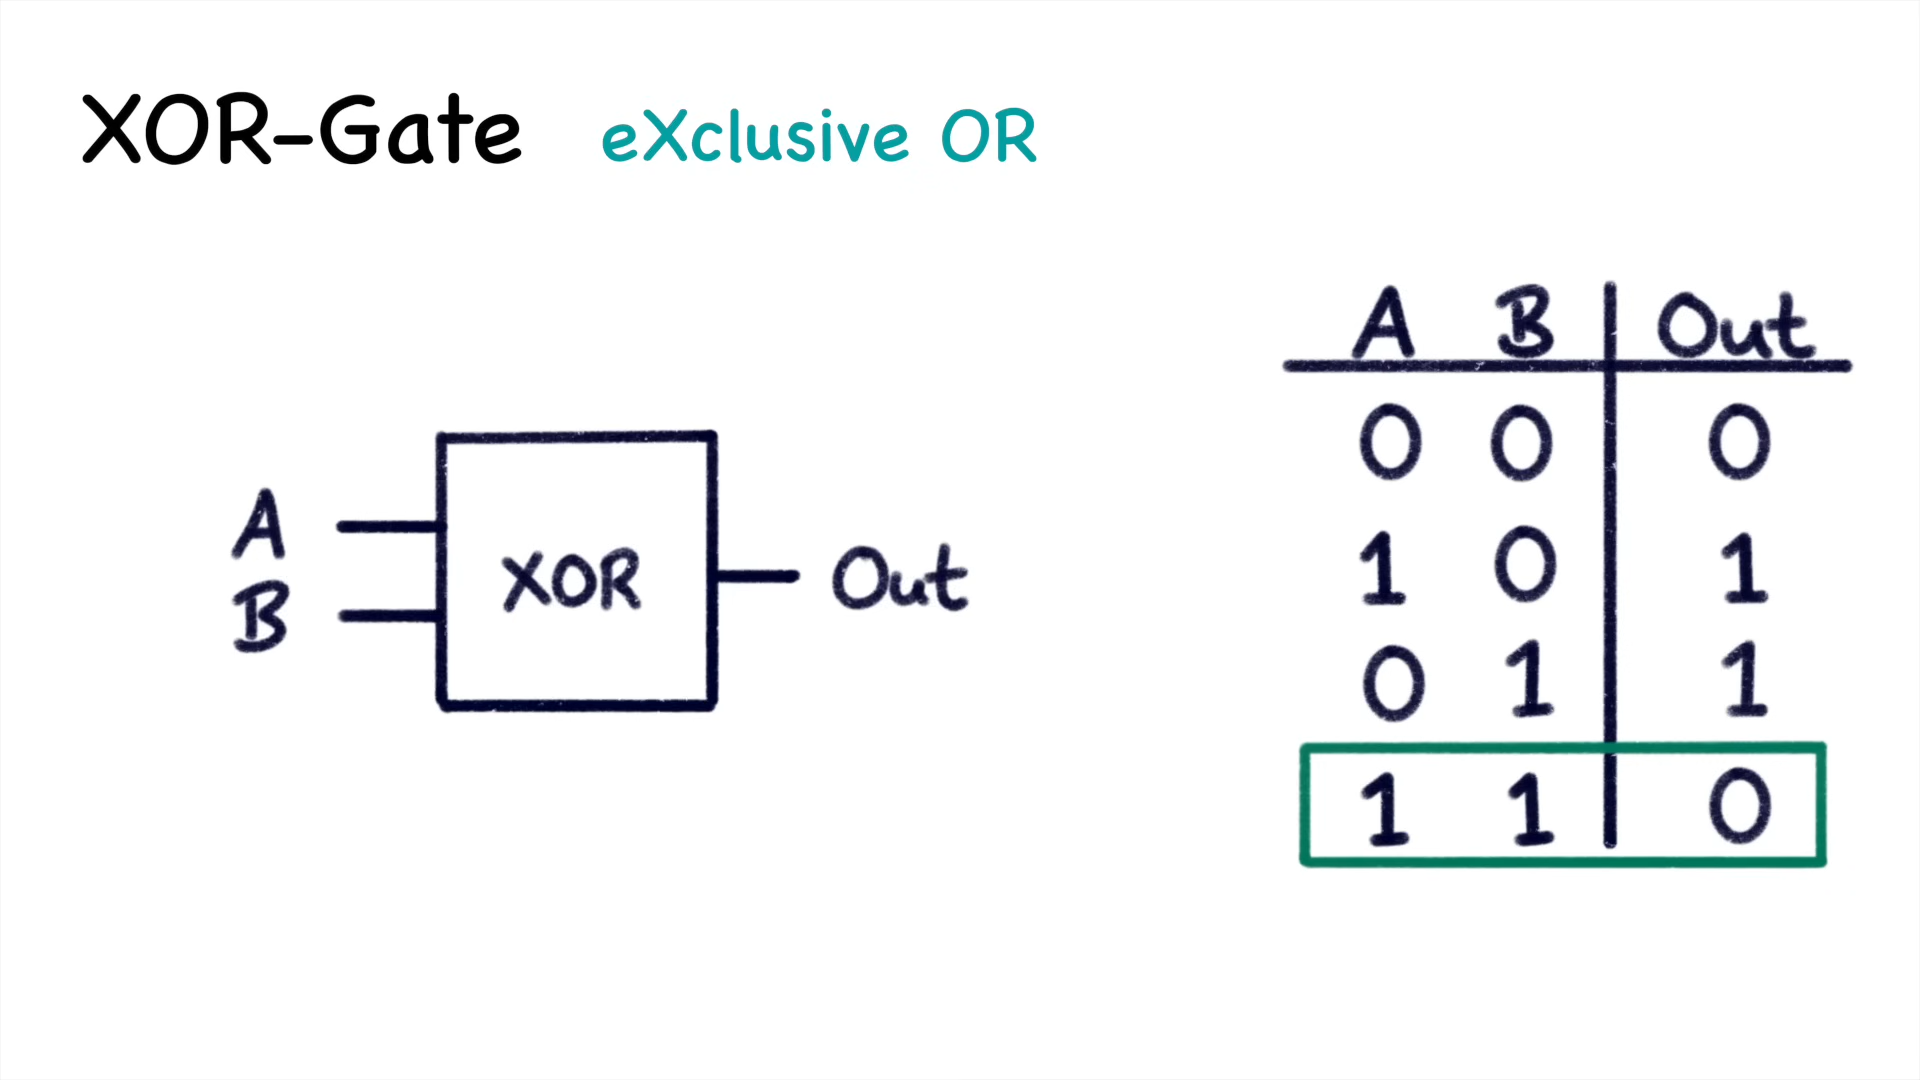 XOR-Gate eXclusive OR
A
B
XOR
Out
A B Out
0 0 0
1 0 1
0 1 1
1 1 0